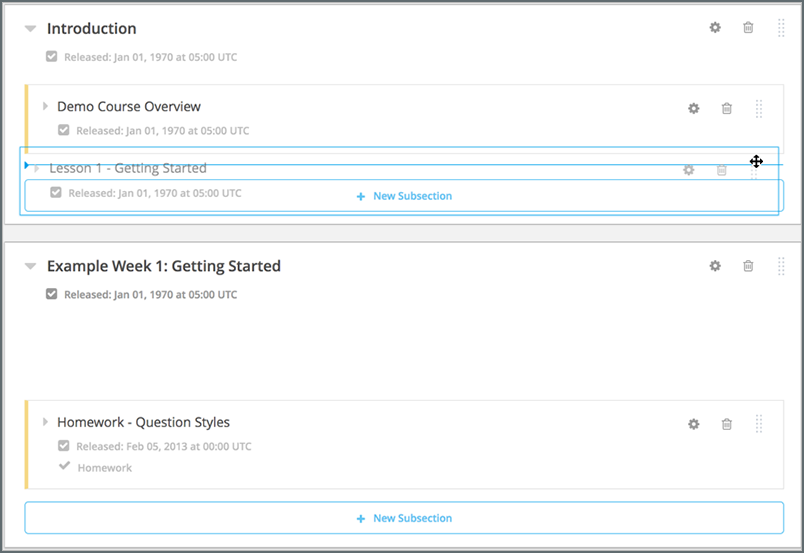 Introduction
Released: Jan 01, 1970 at 05:00 UTC
Demo Course Overview
Released: Jan 01, 1970 at 05:00 UTC
Lesson 1 - Getting Started
Released: Jan 01, 1970 at 05:00 UTC
+ New Subsection
Example Week 1: Getting Started
Released: Jan 01, 1970 at 05:00 UTC
Homework - Question Styles
Released: Feb 05, 2013 at 00:00 UTC
Homework
+ New Subsection